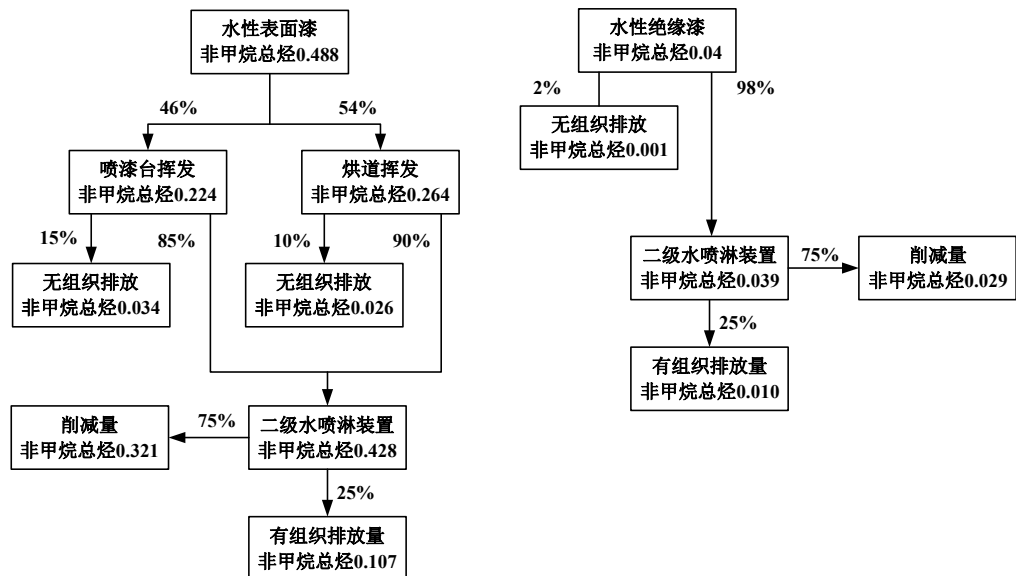 水性表面漆
非甲烷总烃0.488
46%
54%
喷漆台挥发
非甲烷总烃0.224
烘道挥发
非甲烷总烃0.264
15%
85%
10%
90%
无组织排放
非甲烷总烃0.034
无组织排放
非甲烷总烃0.026
削减量
非甲烷总烃0.321
75%
二级水喷淋装置
非甲烷总烃0.428
25%
有组织排放量
非甲烷总烃0.107
水性绝缘漆
非甲烷总烃0.04
2%
98%
无组织排放
非甲烷总烃0.001
二级水喷淋装置
非甲烷总烃0.039
75%
削减量
非甲烷总烃0.029
25%
有组织排放量
非甲烷总烃0.010